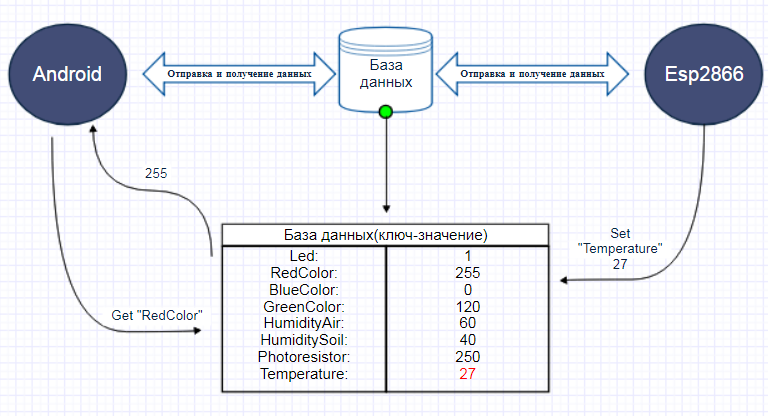 Android
Отправка и получение данных
База
данных
Отправка и получение данных
Esp2866
255
Get "RedColor"
Set
"Temperature"
27
База данных(ключ-значение)
Led: 1
RedColor: 255
BlueColor: 0
GreenColor: 120
HumidityAir: 60
HumiditySoil: 40
Photoresistor: 250
Temperature: 27